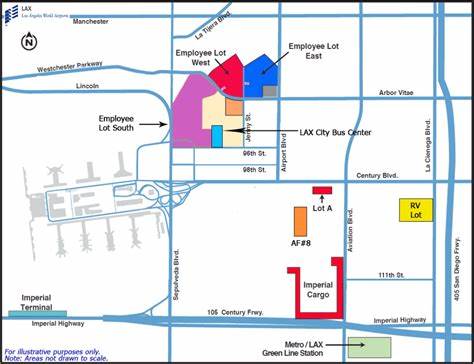 LAX
Los Angeles World Airports
Manchester
La Tijera Blvd.
Airport Blvd.
Employee Lot
West
Employee Lot
East
N
Westchester Parkway
Lincoln
Arbor Vitae
Employee
Lot South
Jenny St.
LAX City Bus Center
96th St.
98th St.
Airport Blvd
La Cienega Blvd.
Century Blvd.
Lot A
RV
Lot
AF#8
Sepulveda Blvd.
Aviation Blvd.
405 San Diego Frwy.
111th St.
Imperial
Cargo
Imperial
Terminal
105 Century Frwy.
Imperial Highway
Imperial Highway
Metro / LAX
Green Line Station
For illustrative purposes only.
Note: Areas not drawn to scale.